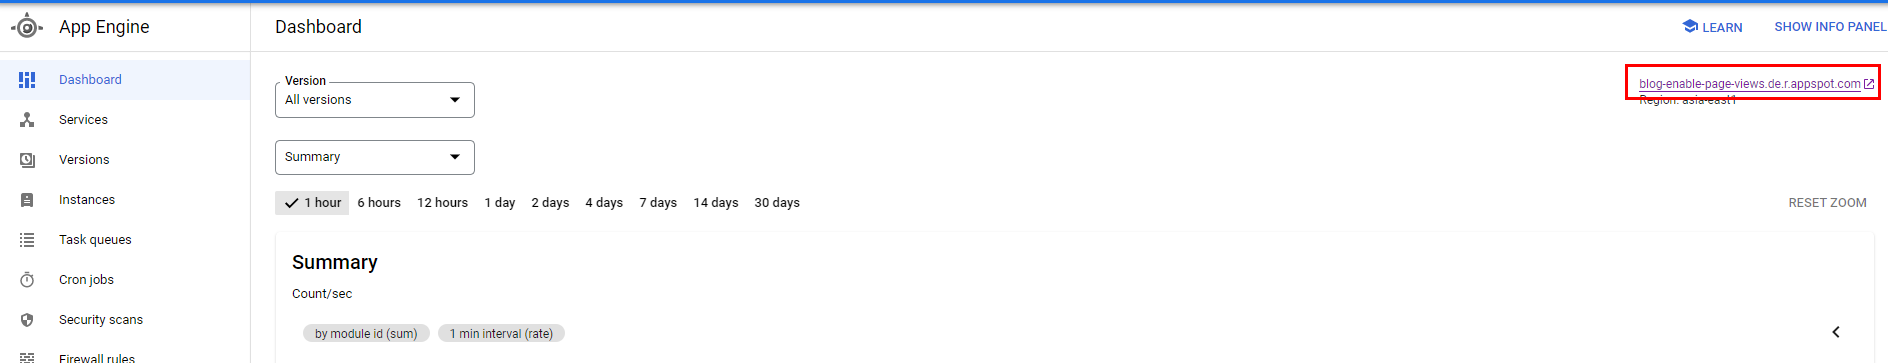 App Engine
Dashboard
LEARN
SHOW INFO PANEL
Dashboard
Services
Versions
Instances
Task queues
Cron jobs
Security scans
Firewall rules
Version
All versions
blog-enable-page-views.de.r.appspot.com
Region: asia-east1
Summary
1 hour 6 hours 12 hours 1 day 2 days 4 days 7 days 14 days 30 days
RESET ZOOM
Summary
Count/sec
by module id (sum) 1 min interval (rate)